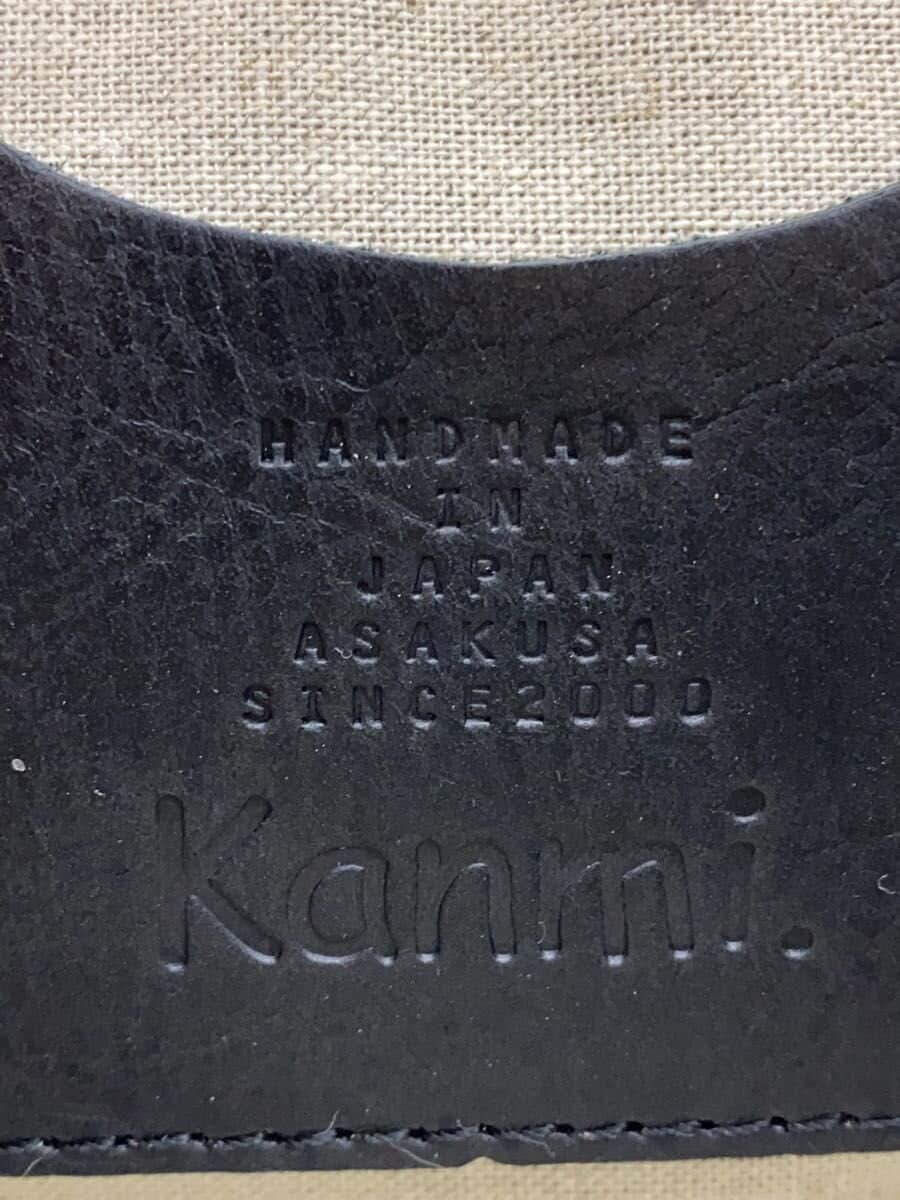 HANDMADE
IN
JAPAN
ASAKUSA
SINCE2000
Kanmi.